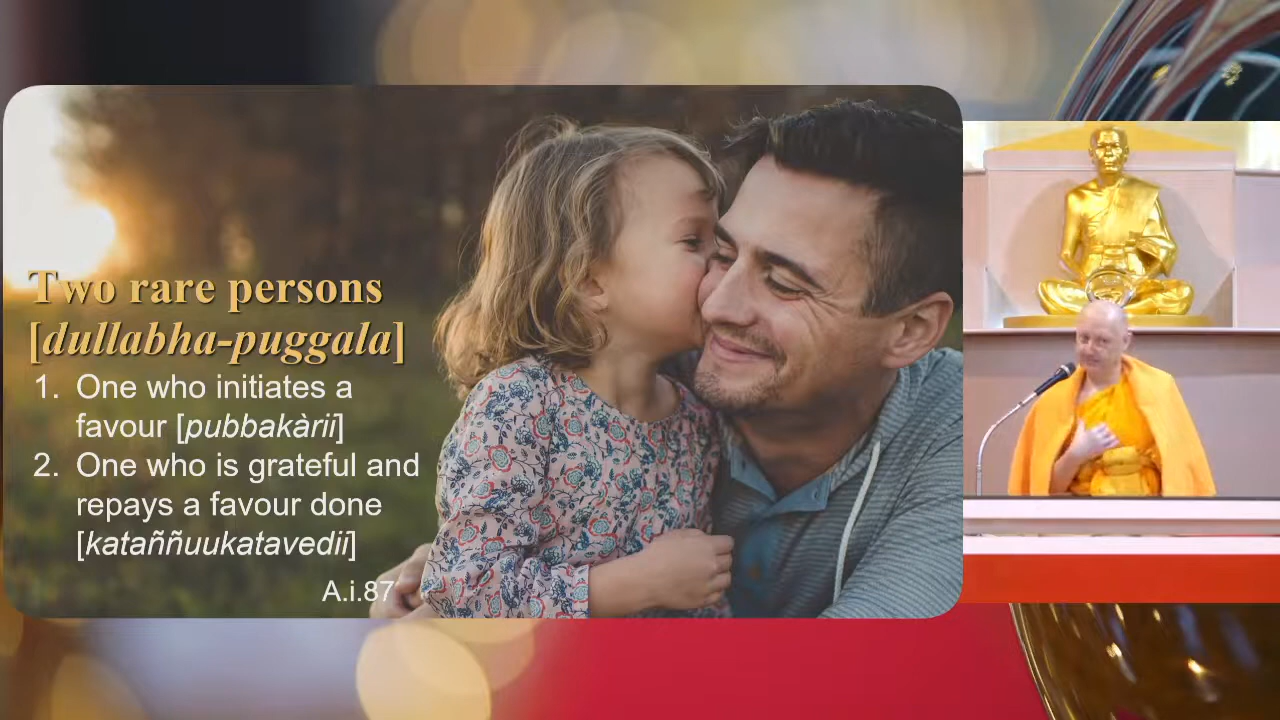 Two rare persons
[dullabha-puggala]
1. One who initiates a
favour [pubbakàrii]
2. One who is grateful and
repays a favour done
[kataññuukatavedii]
A.i.87